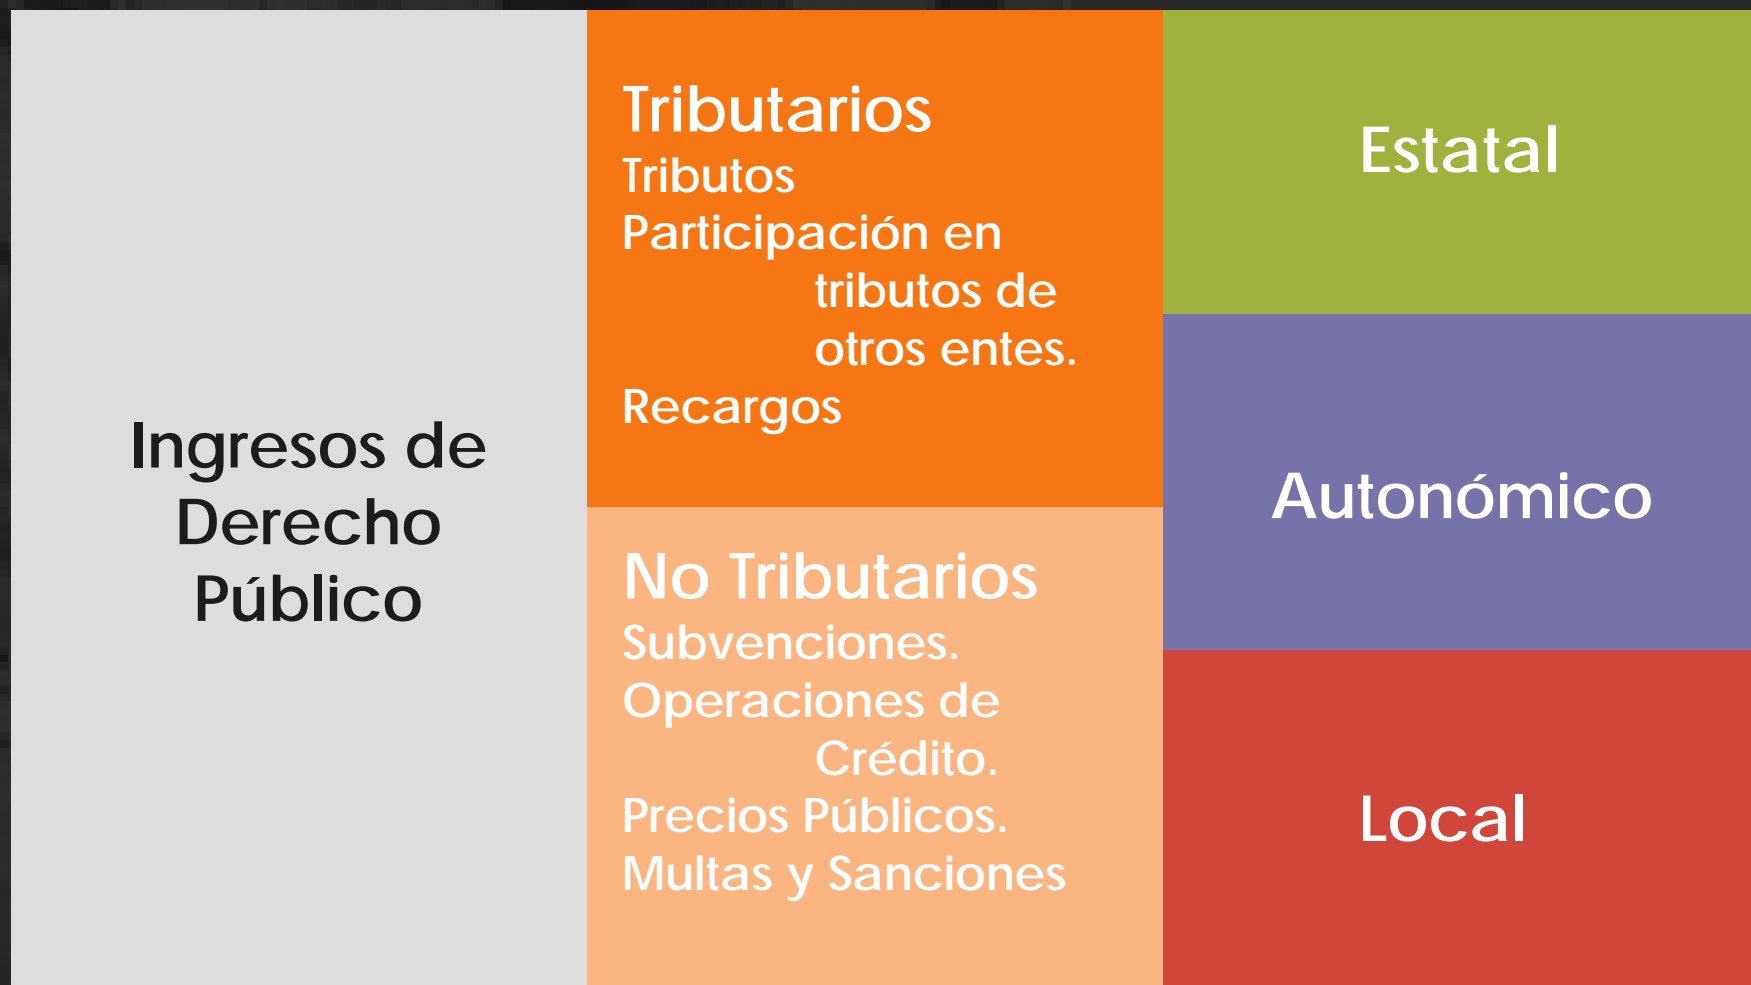 Ingresos de
Derecho
Público
Tributarios
Tributos
Participación en
tributos de
otros entes.
Recargos
No Tributarios
Subvenciones.
Operaciones de
Crédito.
Precios Públicos.
Multas y Sanciones
Estatal
Autonómico
Local